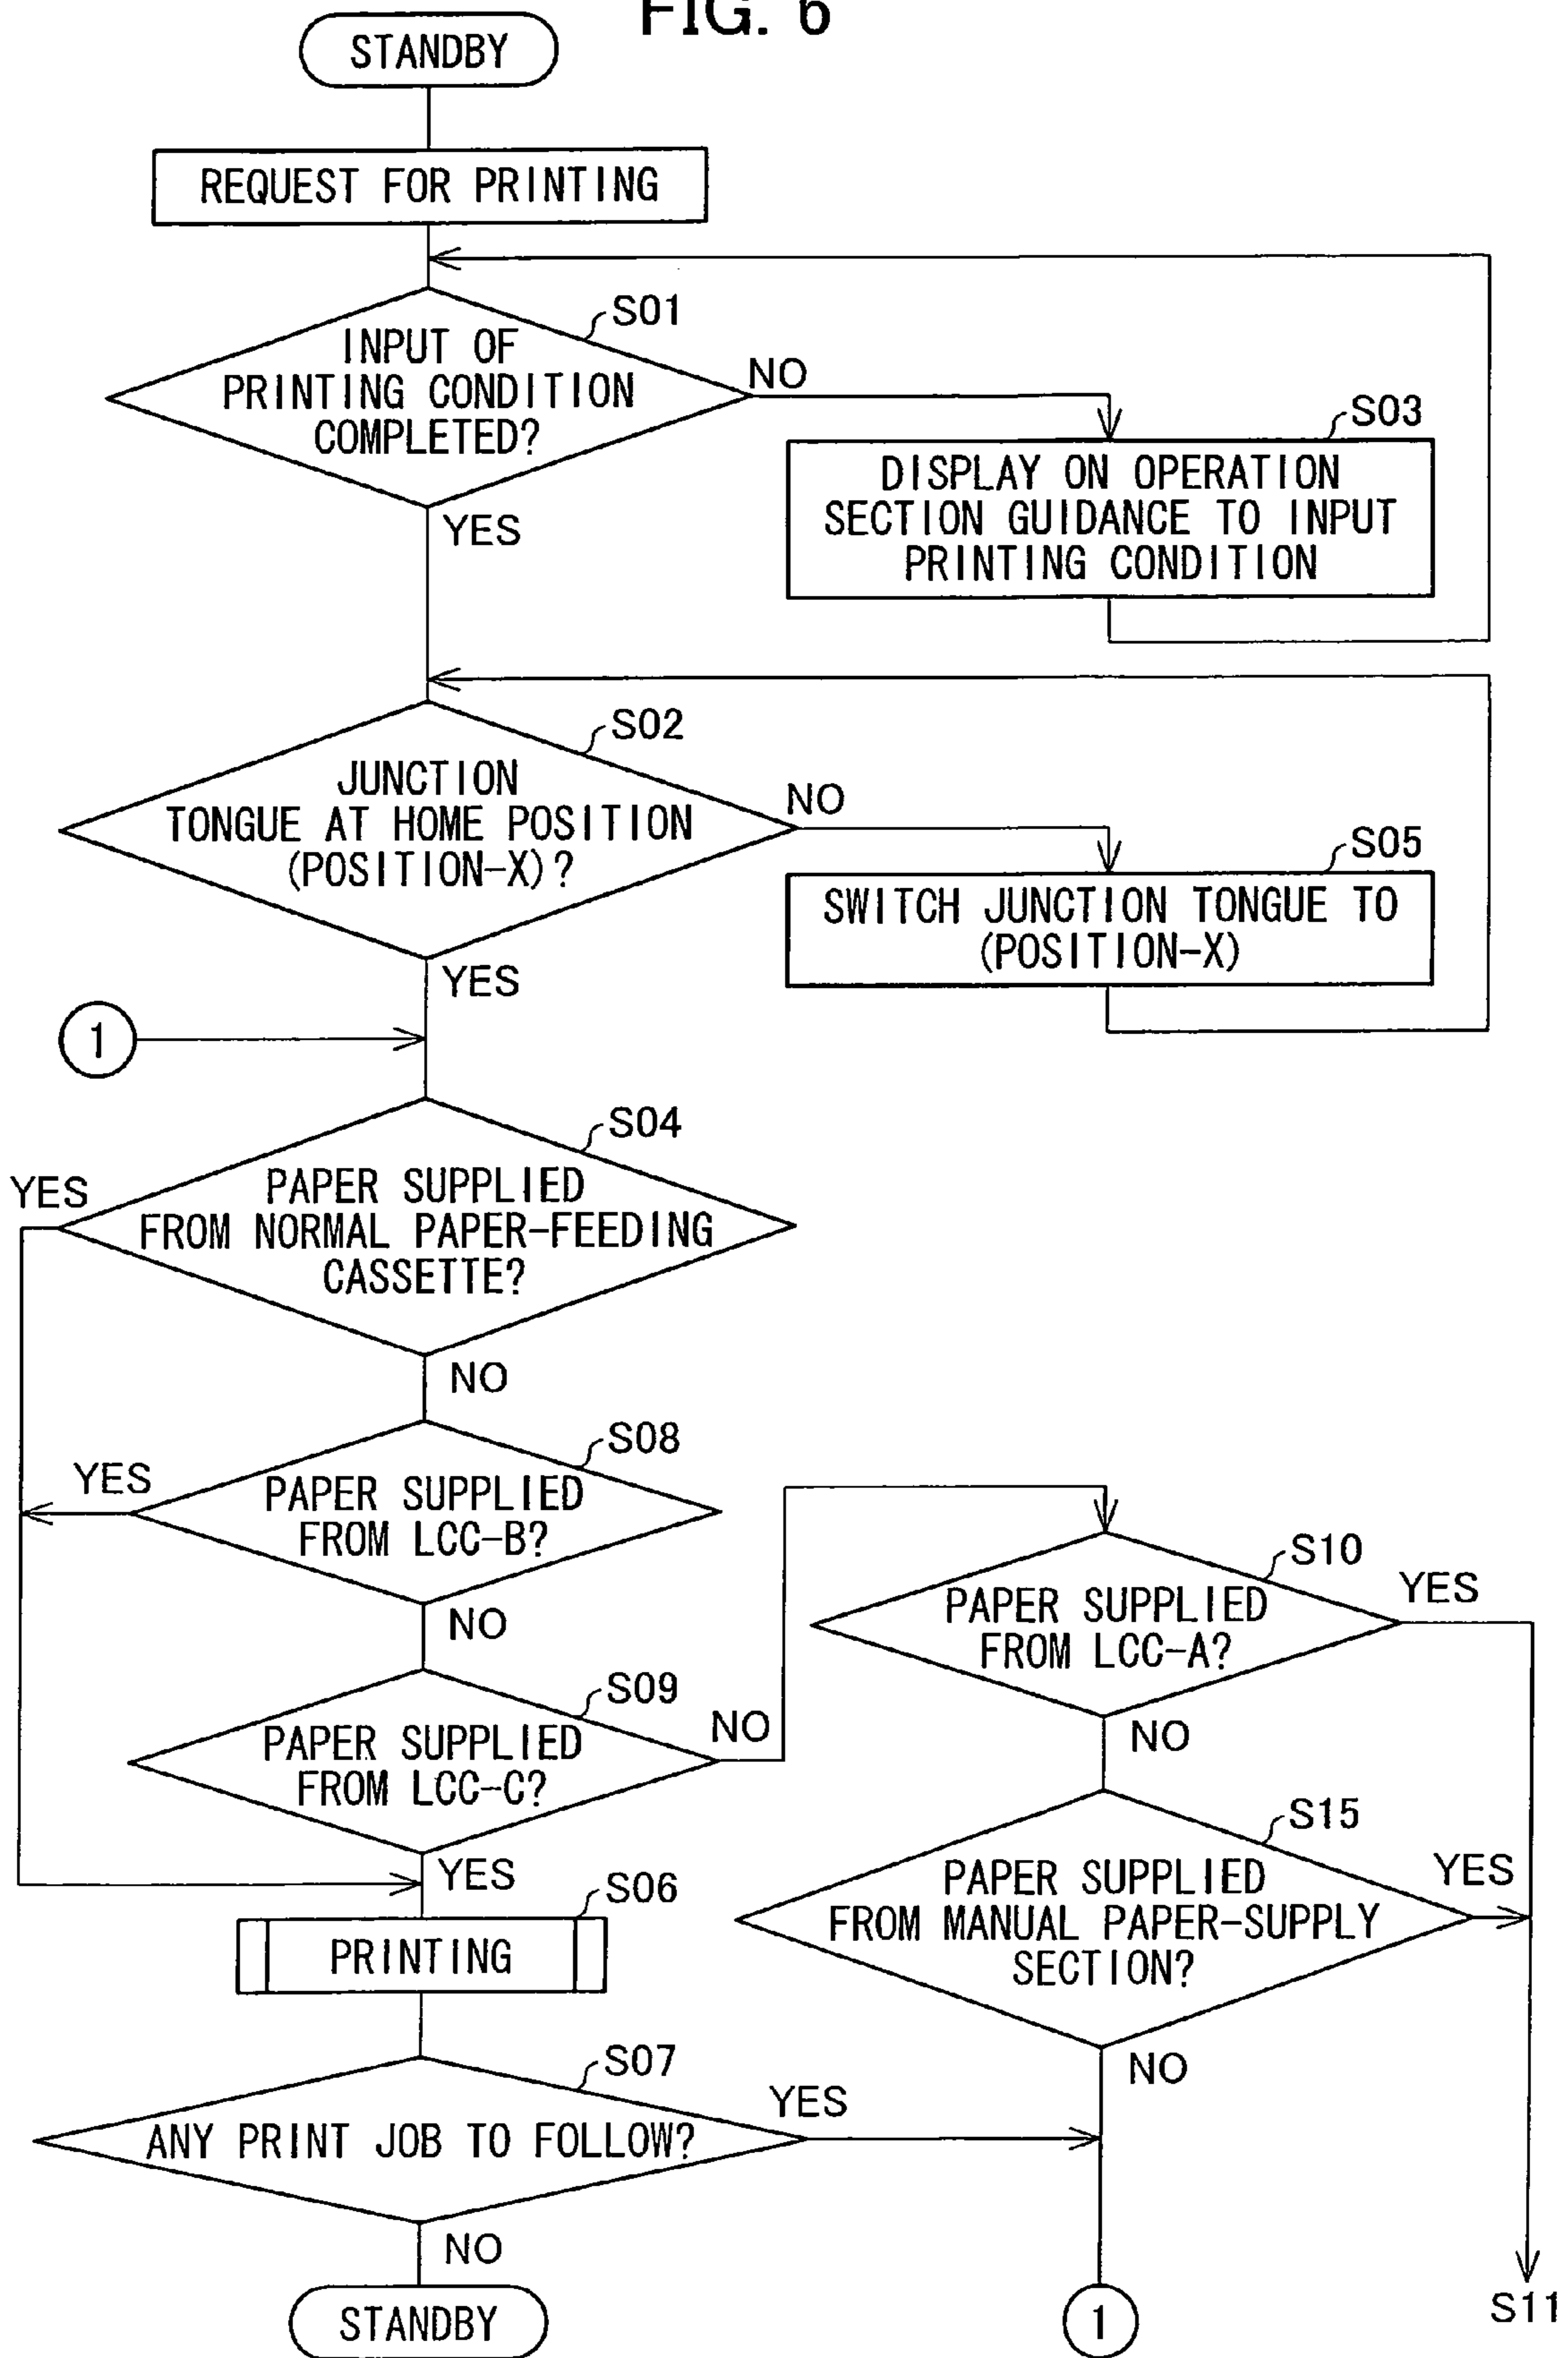 FIG. 6
STANDBY
REQUEST FOR PRINTING
S01
INPUT OF
PRINTING CONDITION
COMPLETED?
NO
YES
S03
DISPLAY ON OPERATION
SECTION GUIDANCE TO INPUT
PRINTING CONDITION
S02
JUNCTION
TONGUE AT HOME POSITION
(POSITION-X)?
NO
YES
S05
SWITCH JUNCTION TONGUE TO
(POSITION-X)
1
S04
YES
PAPER SUPPLIED
FROM NORMAL PAPER-FEEDING
CASSETTE?
NO
S08
YES
PAPER SUPPLIED
FROM LCC-B?
NO
S09
PAPER SUPPLIED
FROM LCC-C?
NO
YES
S10
PAPER SUPPLIED
FROM LCC-A?
YES
NO
S15
PAPER SUPPLIED
FROM MANUAL PAPER-SUPPLY
SECTION?
YES
NO
S06
PRINTING
S07
ANY PRINT JOB TO FOLLOW?
YES
NO
STANDBY
1
S11